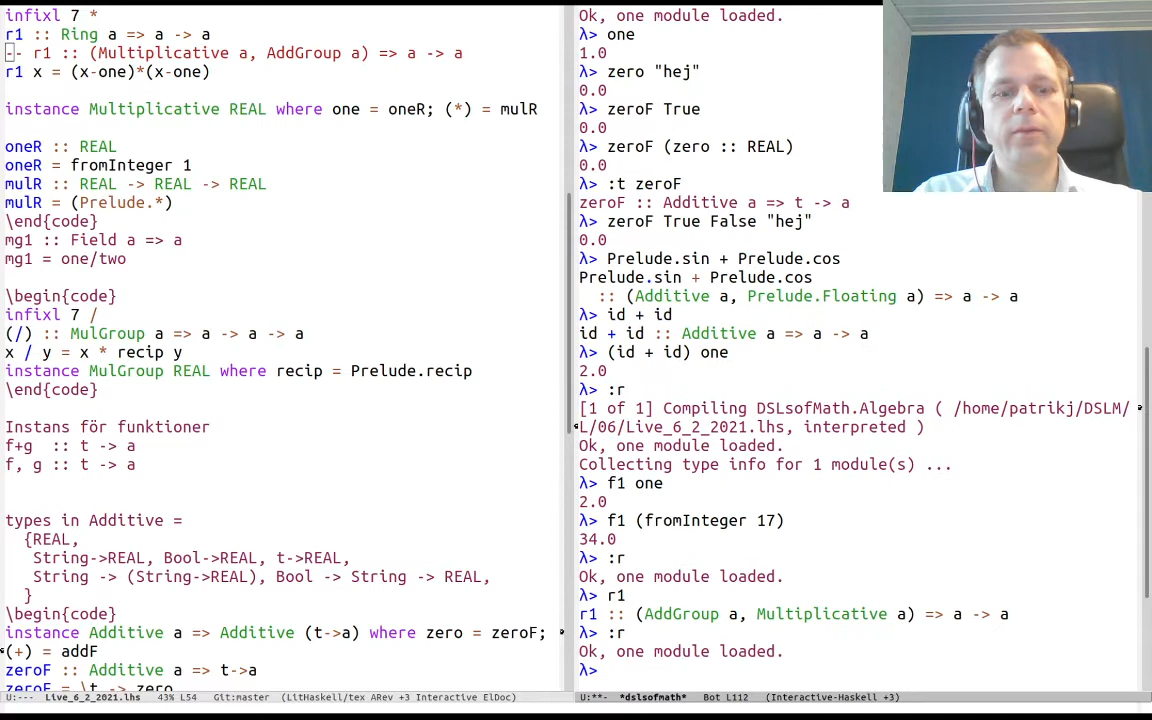 infixl 7 *
r1 :: Ring a => a -> a
-- r1 :: (Multiplicative a, AddGroup a) => a -> a
r1 x = (x-one)*(x-one)
instance Multiplicative REAL where one = oneR; (*) = mulR
oneR :: REAL
oneR = fromInteger 1
mulR :: REAL -> REAL -> REAL
mulR = (Prelude.*)
\end{code}
mg1 :: Field a => a
mg1 = one/two
\begin{code}
infixl 7 /
(/) :: MulGroup a => a -> a -> a
x / y = x * recip y
instance MulGroup REAL where recip = Prelude.recip
\end{code}
Instans för funktioner
f+g  :: t -> a
f, g :: t -> a
types in Additive =
{REAL,
String->REAL, Bool->REAL, t->REAL,
String -> (String->REAL), Bool -> String -> REAL,
}
\begin{code}
instance Additive a => Additive (t->a) where zero = zeroF;
(+) = addF
zeroF :: Additive a => t->a
zeroF = \t -> zero
U:--- Live_6_2_2021.lhs 43% L54 Git:master (LitHaskell/tex ARev +3 Interactive ElDoc)
Ok, one module loaded.
λ> one
1.0
λ> zero "hej"
0.0
λ> zeroF True
0.0
λ> zeroF (zero :: REAL)
0.0
λ> :t zeroF
zeroF :: Additive a => t -> a
λ> zeroF True False "hej"
0.0
λ> Prelude.sin + Prelude.cos
Prelude.sin + Prelude.cos
:: (Additive a, Prelude.Floating a) => a -> a
λ> id + id
id + id :: Additive a => a -> a
λ> (id + id) one
2.0
λ> :r
[1 of 1] Compiling DSLsofMath.Algebra ( /home/patrikj/DSLM/
L/06/Live_6_2_2021.lhs, interpreted )
Ok, one module loaded.
Collecting type info for 1 module(s) ...
λ> f1 one
2.0
λ> f1 (fromInteger 17)
34.0
λ> :r
Ok, one module loaded.
λ> r1
r1 :: (AddGroup a, Multiplicative a) => a -> a
λ> :r
Ok, one module loaded.
λ>
U:**- *dslsofmath* Bot L112 (Interactive-Haskell +3)